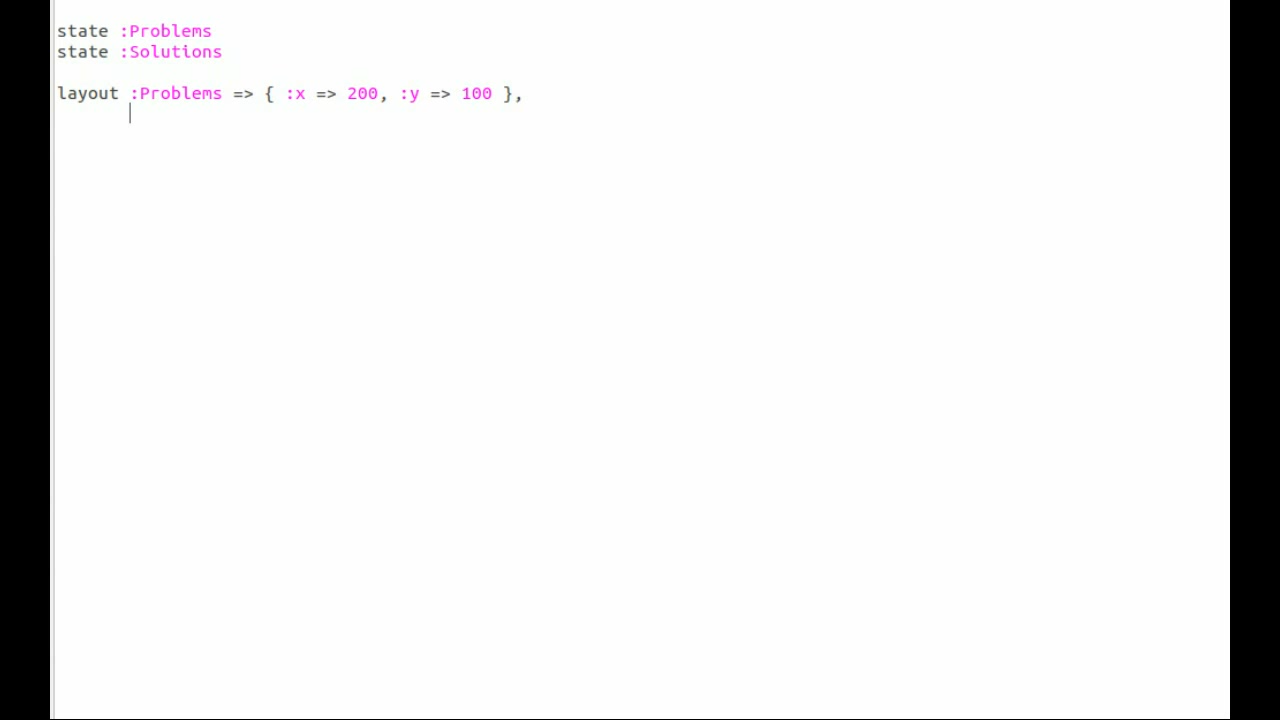 state :Problems
state :Solutions
layout :Problems => { :x => 200, :y => 100 },